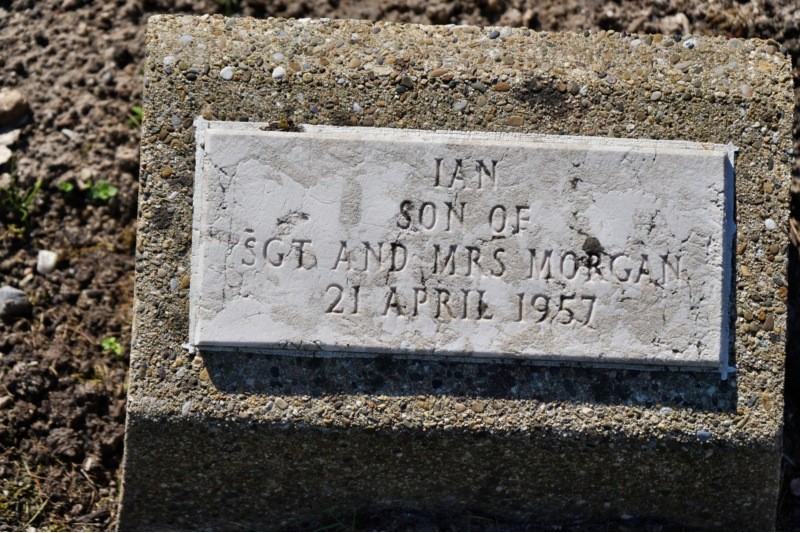 IAN
SON OF
SGT AND MRS MORGAN
21 APRIL 1957